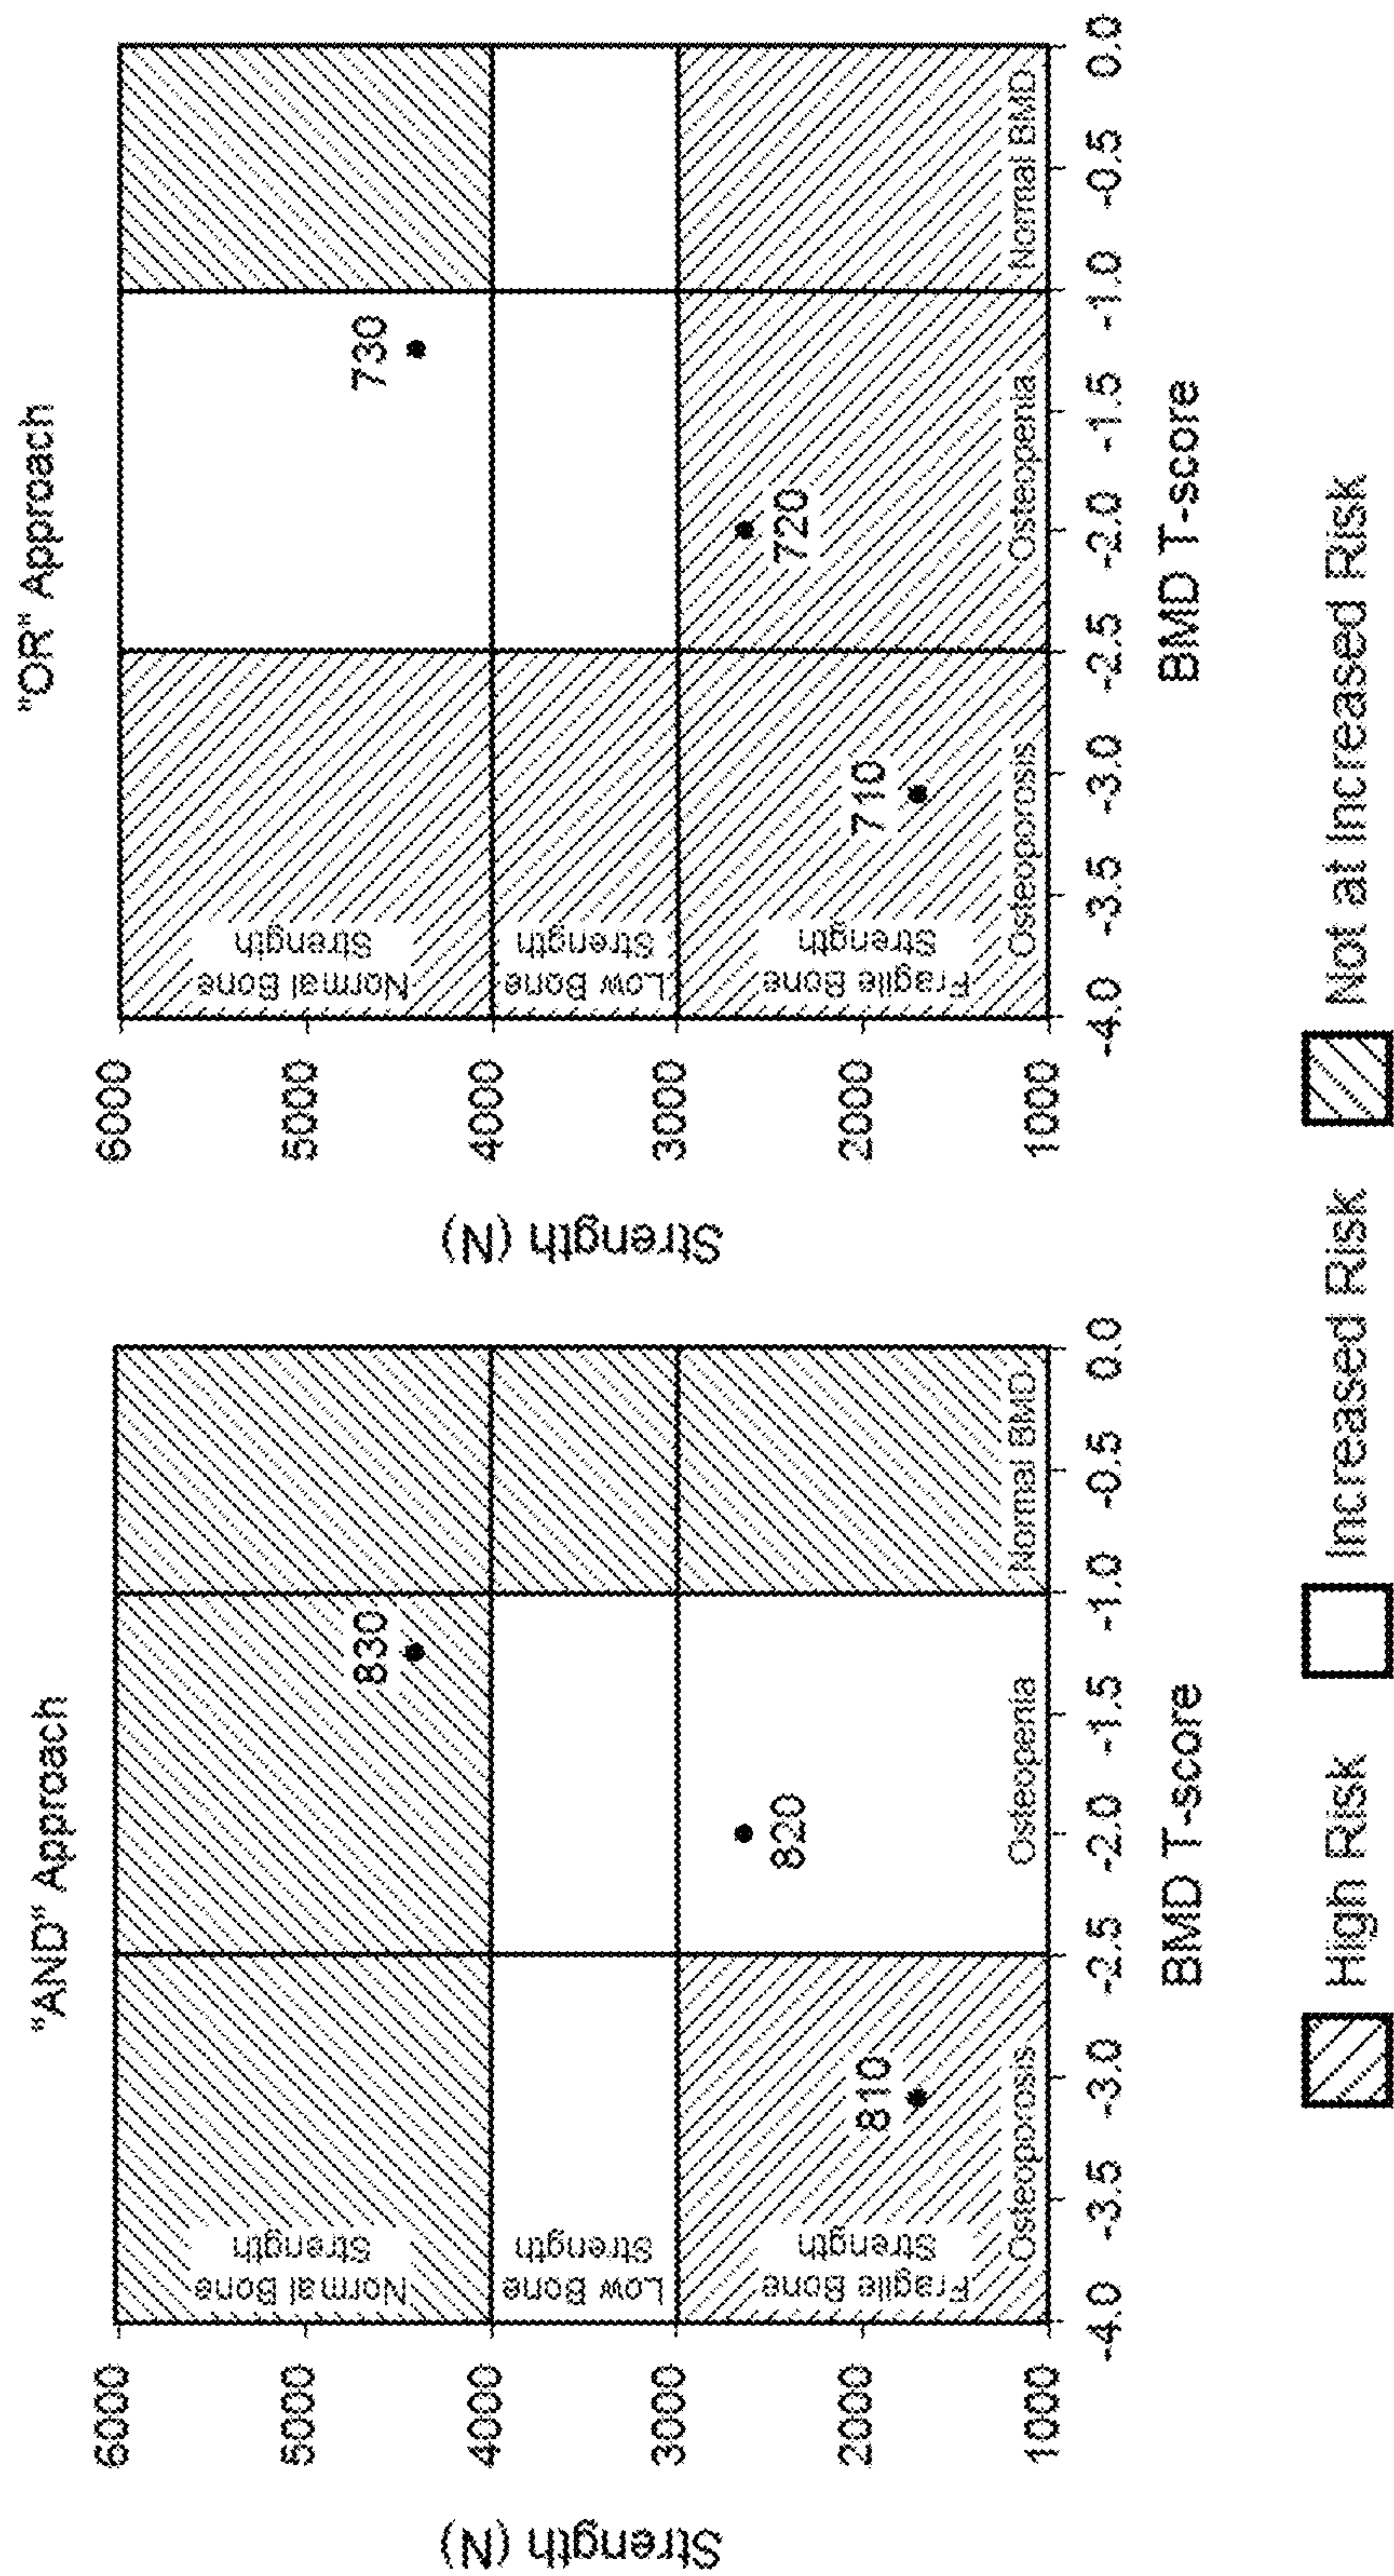 "AND" Approach
Strength (N)
6000
5000
4000
3000
2000
1000
Normal Bone
Strength
Low Bone
Strength
Fragile Bone
Strength
830
820
810
Osteoporosis
Osteopenia
Normal BMD
-4.0 -3.5 -3.0 -2.5 -2.0 -1.5 -1.0 -0.5 0.0
BMD T-score
"OR" Approach
Strength (N)
6000
5000
4000
3000
2000
1000
Normal Bone
Strength
Low Bone
Strength
Fragile Bone
Strength
730
720
710
Osteoporosis
Osteopenia
Normal BMD
-4.0 -3.5 -3.0 -2.5 -2.0 -1.5 -1.0 -0.5 0.0
BMD T-score
High Risk
Increased Risk
Not at Increased Risk